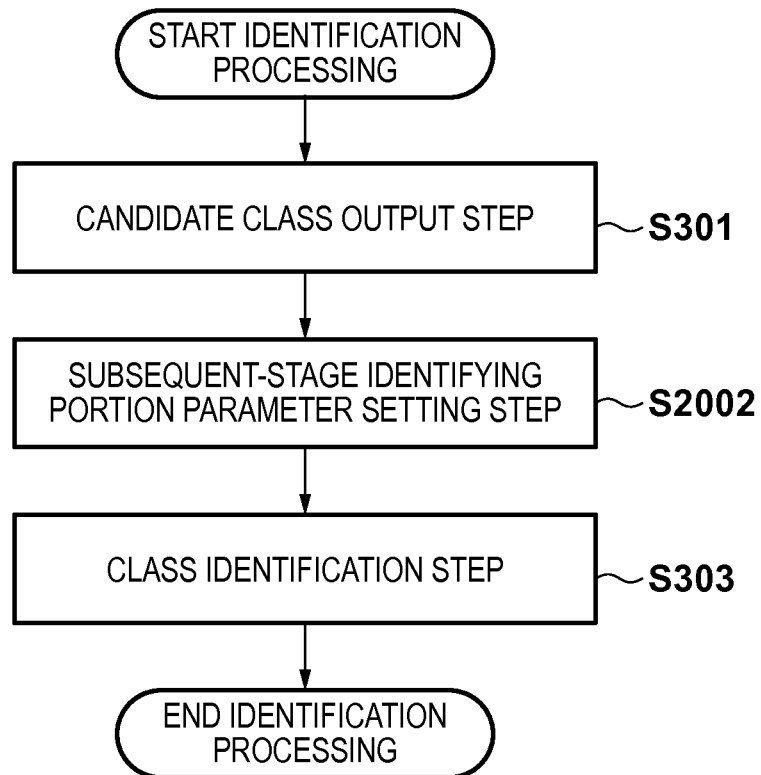 START IDENTIFICATION
PROCESSING
CANDIDATE CLASS OUTPUT STEP
S301
SUBSEQUENT-STAGE IDENTIFYING
PORTION PARAMETER SETTING STEP
S2002
CLASS IDENTIFICATION STEP
S303
END IDENTIFICATION
PROCESSING